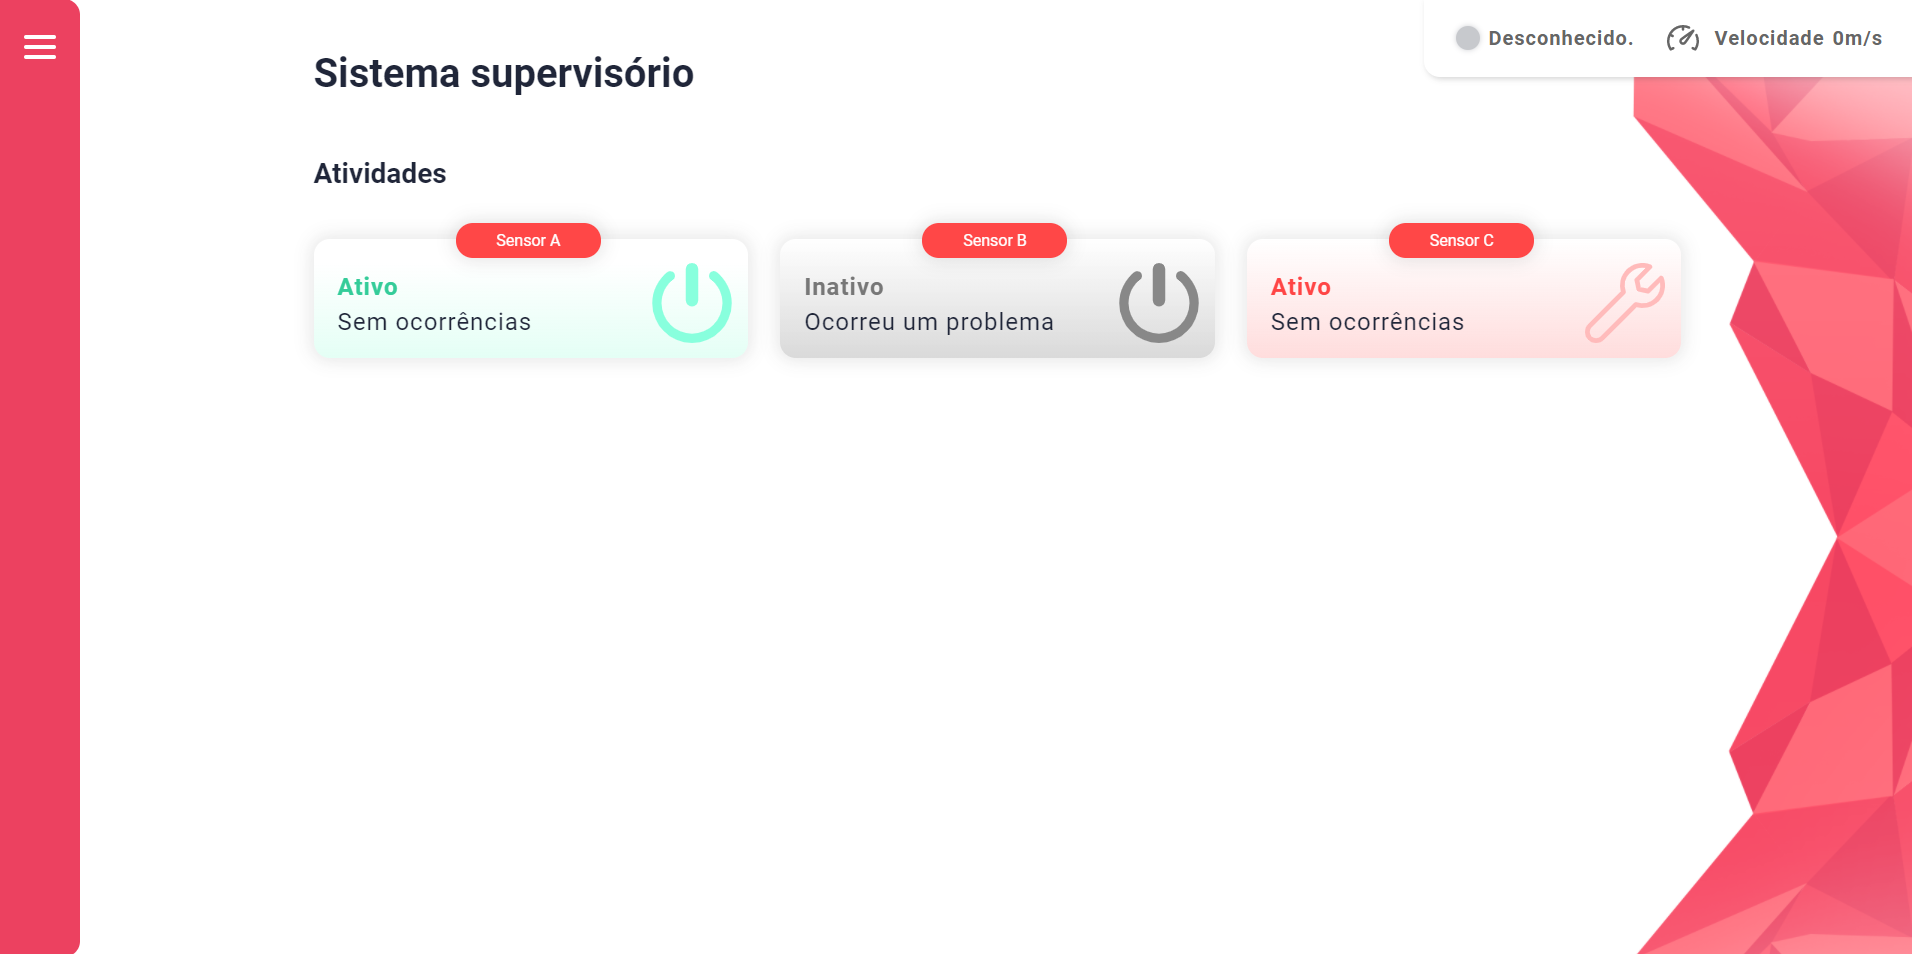 Desconhecido. Velocidade 0m/s
Sistema supervisório
Atividades
Sensor A
Ativo
Sem ocorrências
Sensor B
Inativo
Ocorreu um problema
Sensor C
Ativo
Sem ocorrências